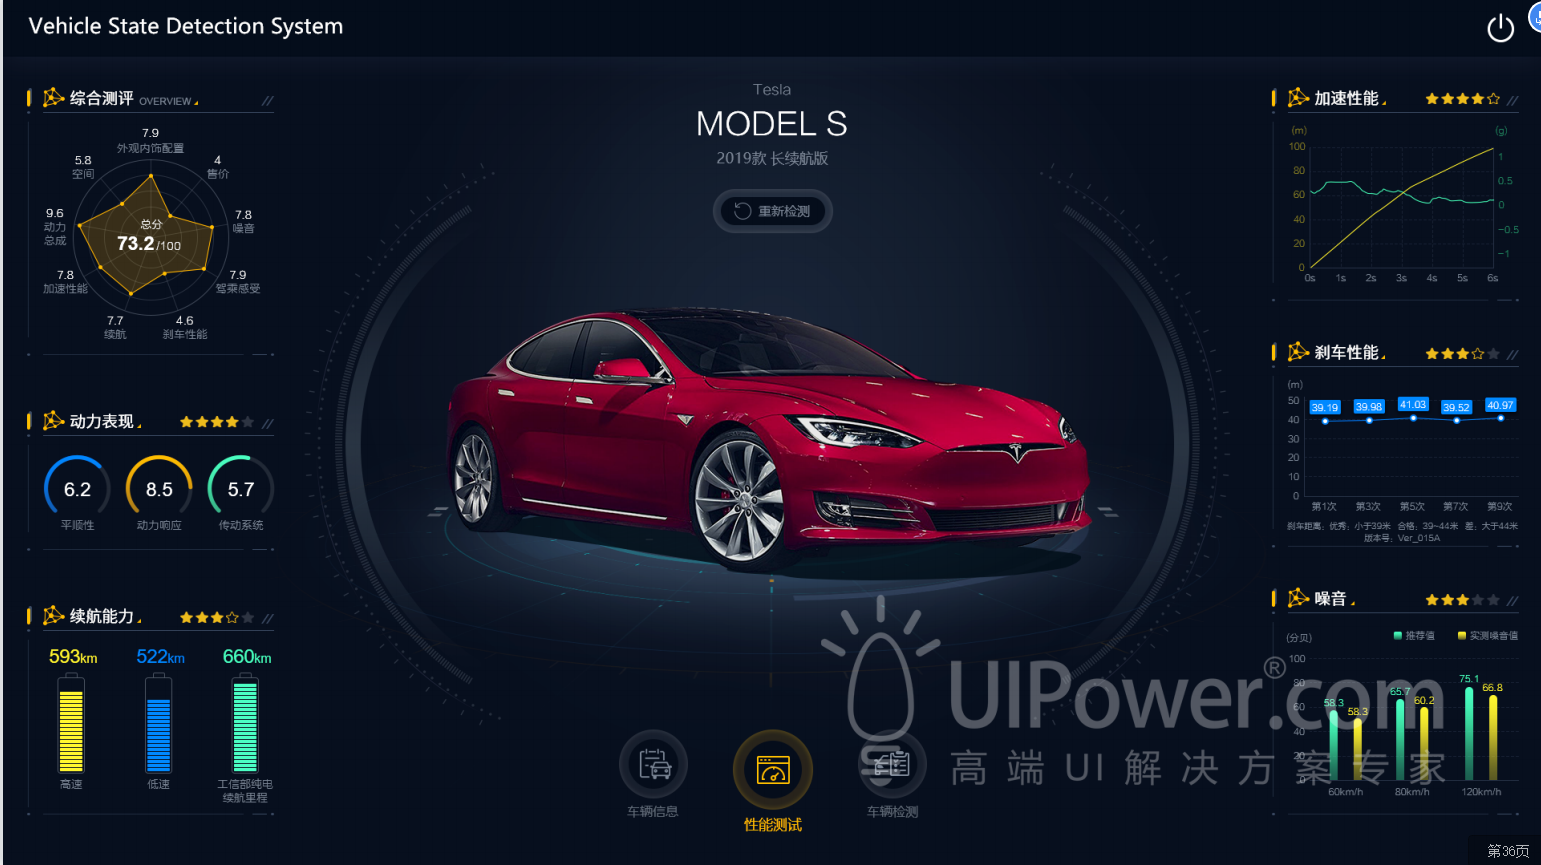 Vehicle State Detection System
综合测评 OVERVIEW
7.9
外观内饰配置
5.8
空间
4
售价
9.6
动力
总成
7.8
噪音
总分
73.2/100
7.8
加速性能
7.9
驾乘感受
7.7
续航
4.6
刹车性能
动力表现
6.2
8.5
5.7
平顺性
动力响应
传动系统
续航能力
593km
522km
660km
高速
低速
工信部纯电
续航里程
Tesla
MODEL S
2019款 长续航版
重新检测
车辆信息
性能测试
车辆检测
加速性能
(m)
(g)
100
80
60
40
20
0
1
0.5
0
-0.5
-1
0s 1s 2s 3s 4s 5s 6s
刹车性能
(m)
50
40
30
20
10
0
39.19 39.98 41.03 39.52 40.97
第1次 第3次 第5次 第7次 第9次
刹车距离：优秀：小于39米 合格：39~44米 差：大于44米
版本号：Ver_015A
噪音
(分贝)
推荐值 实测噪音值
100
80
60
40
20
0
58.3 58.3
65.7 60.2
75.1 66.8
60km/h 80km/h 120km/h
UIPower.com®
高端UI解决方案专家
第36页